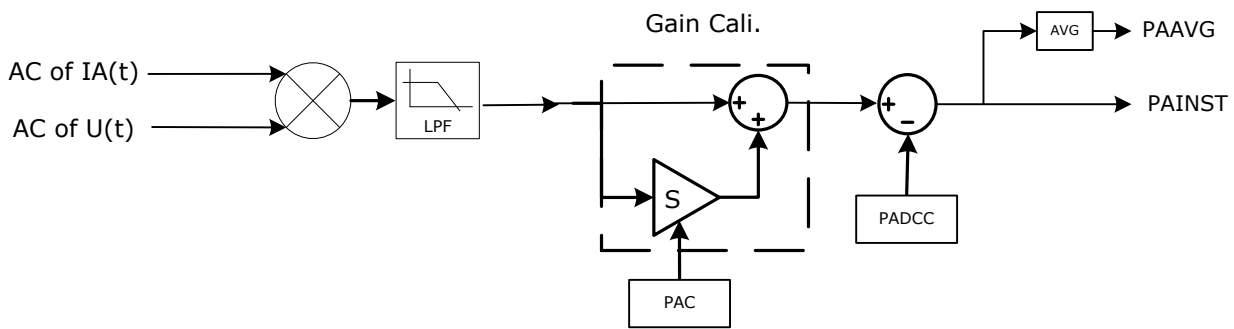 Gain Cali.
AVG
PAAVG
AC of IA(t)
AC of U(t)
LPF
+
+
+
−
PAINST
S
PADCC
PAC